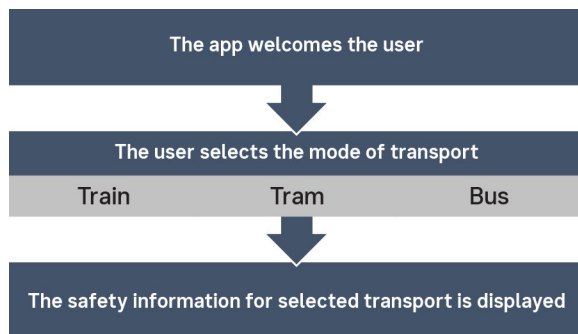 The app welcomes the user
The user selects the mode of transport
Train Tram Bus
The safety information for selected transport is displayed